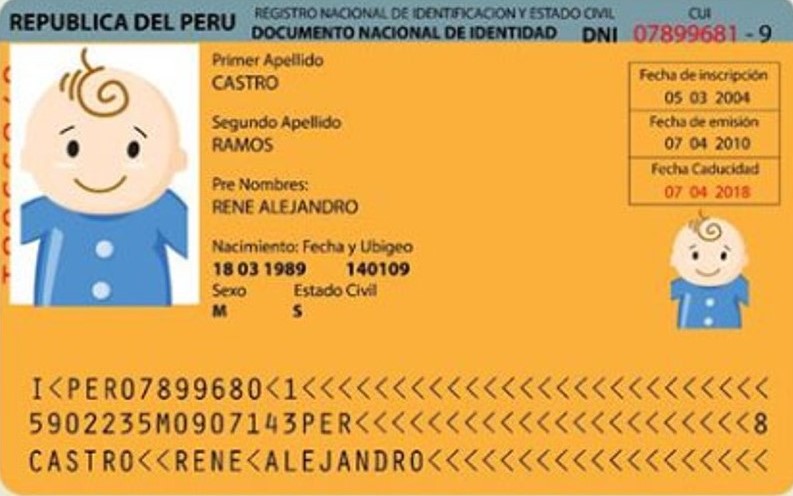 REPUBLICA DEL PERU
REGISTRO NACIONAL DE IDENTIFICACION Y ESTADO CIVIL
DOCUMENTO NACIONAL DE IDENTIDAD
DNI
CUI
07899681 - 9
Primer Apellido
CASTRO
Segundo Apellido
RAMOS
Pre Nombres:
RENE ALEJANDRO
Nacimiento: Fecha y Ubigeo
18 03 1989 140109
Sexo Estado Civil
M S
Fecha de inscripción
05 03 2004
Fecha de emisión
07 04 2010
Fecha Caducidad
07 04 2018
I<PER07899680<1<<<<<<<<<<<<<<<<<<<<<<<<<
5902235M0907143PER<<<<<<<<<<<<<<<<<<<<<8
CASTRO<<RENE<ALEJANDRO<<<<<<<<<<<<<<<<<<